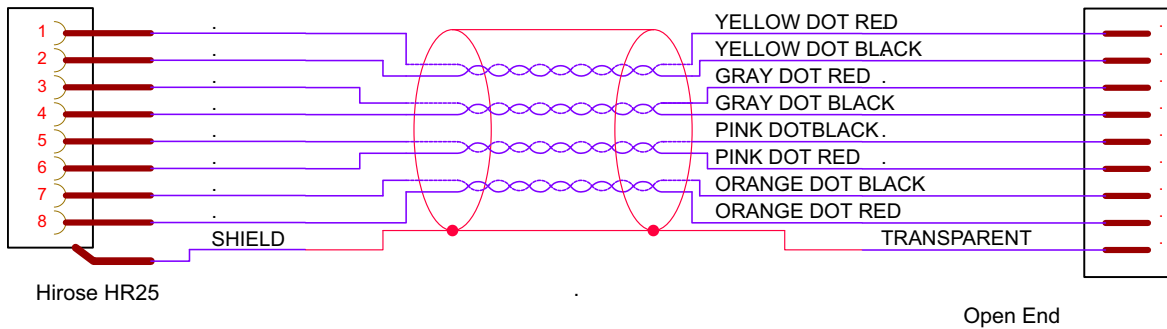 1 YELLOW DOT RED
2 YELLOW DOT BLACK
3 GRAY DOT RED
4 GRAY DOT BLACK
5 PINK DOTBLACK
6 PINK DOT RED
7 ORANGE DOT BLACK
8 ORANGE DOT RED
SHIELD TRANSPARENT
Hirose HR25
Open End